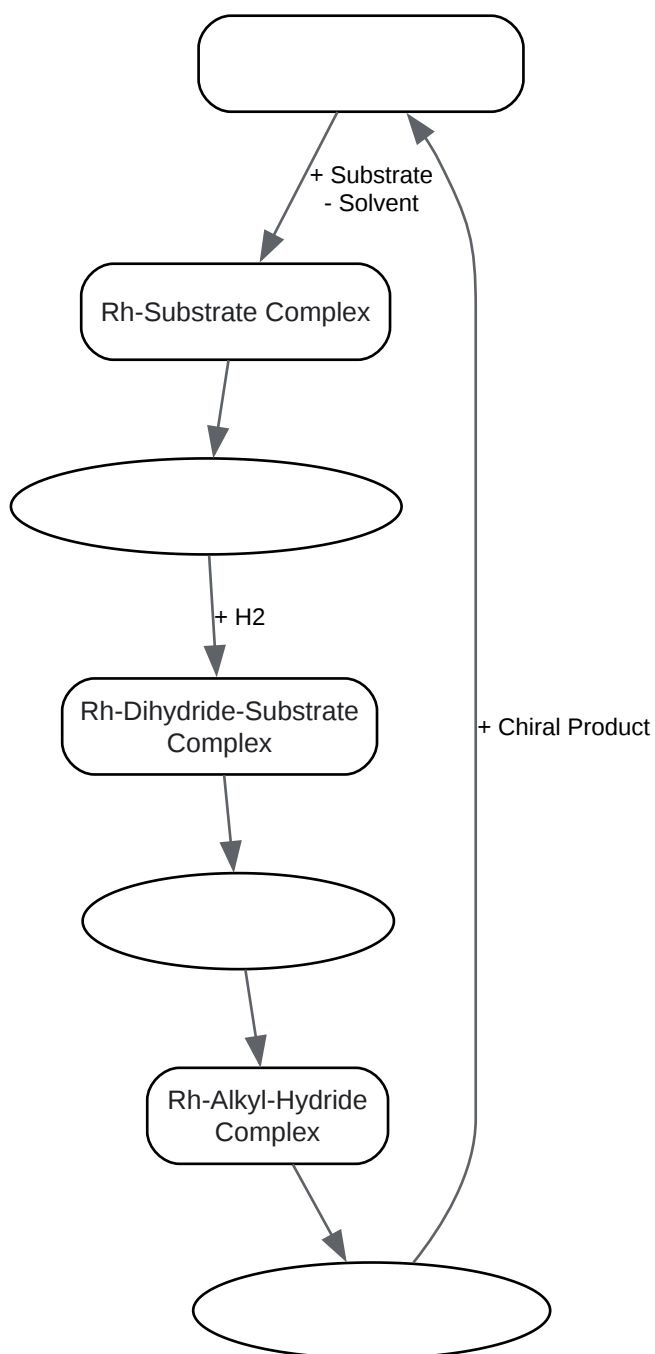 + Substrate
- Solvent
Rh-Substrate Complex
+ H2
Rh-Dihydride-Substrate
Complex
+ Chiral Product
Rh-Alkyl-Hydride
Complex